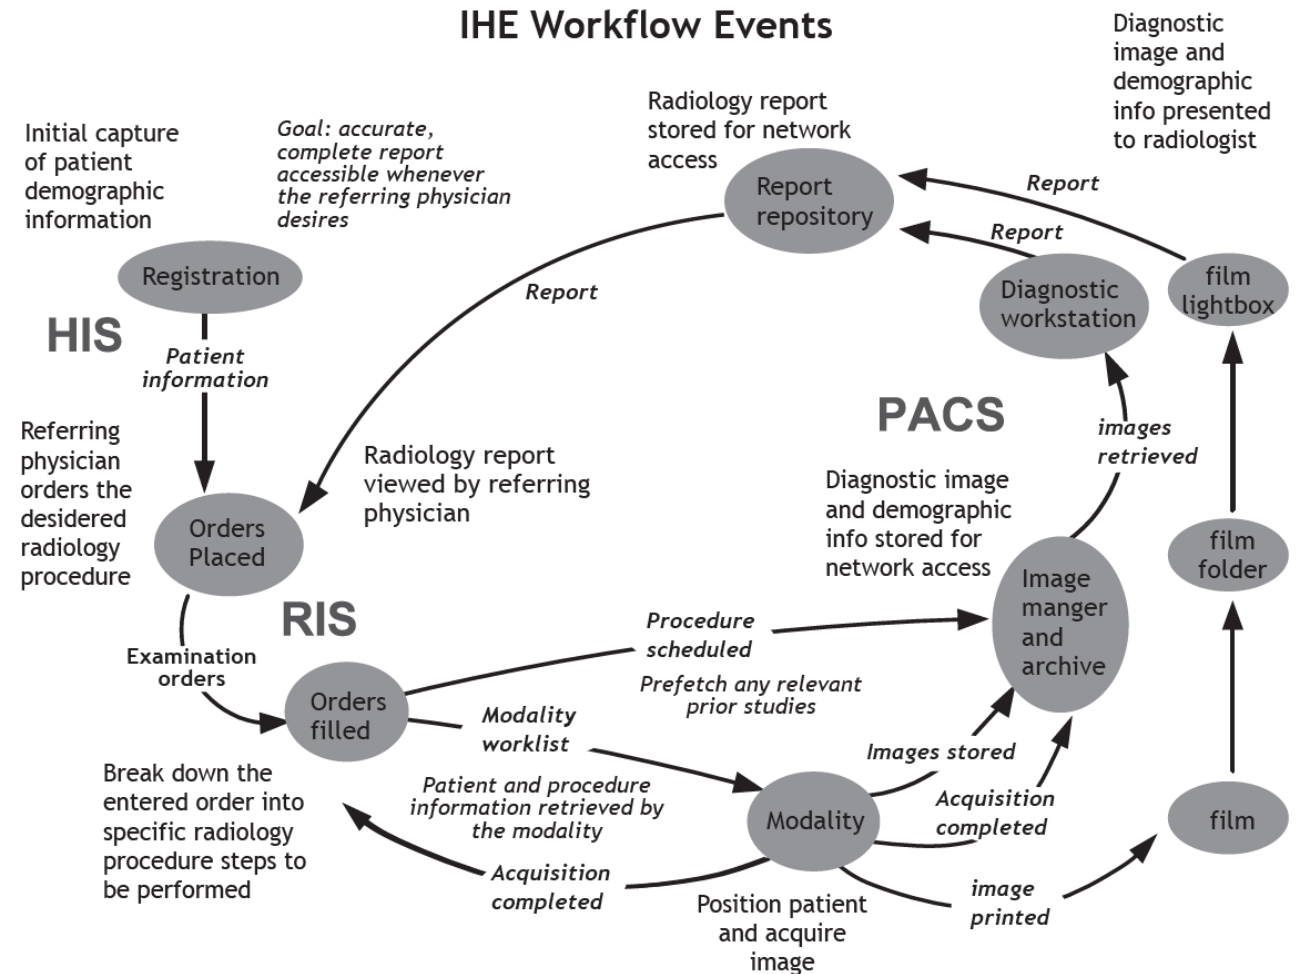 IHE Workflow Events
Diagnostic
image and
demographic
info presented
to radiologist
Radiology report
stored for network
access
Initial capture
of patient
demographic
information
Goal: accurate,
complete report
accessible whenever
the referring physician
desires
Report
repository
Report
Report
Registration
Report
Diagnostic
workstation
film
lightbox
HIS
Patient
information
PACS
images
retrieved
Referring
physician
orders the
desidered
radiology
procedure
Radiology report
viewed by referring
physician
Diagnostic image
and demographic
info stored for
network access
Orders
Placed
film
folder
Image
manger
and
archive
RIS
Examination
orders
Procedure
scheduled
Prefetch any relevant
prior studies
Orders
filled
Modality
worklist
Images stored
Break down the
entered order into
specific radiology
procedure steps to
be performed
Patient and procedure
information retrieved by
the modality
Modality
Acquisition
completed
film
Acquisition
completed
image
printed
Position patient
and acquire
image